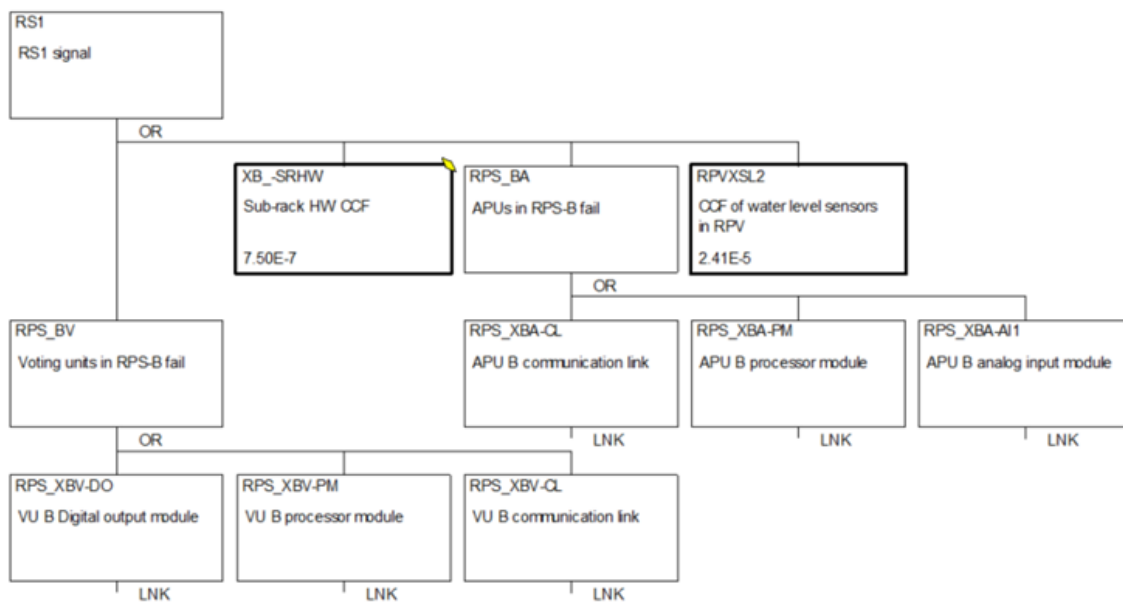 RS1
RS1 signal
OR
XB_-SRHW
Sub-rack HW CCF
7.50E-7
RPS_BA
APUs in RPS-B fail
RPVXSL2
CCF of water level sensors
in RPV
2.41E-5
OR
RPS_BV
Voting units in RPS-B fail
RPS_XBA-CL
APU B communication link
RPS_XBA-PM
APU B processor module
RPS_XBA-AI1
APU B analog input module
LNK
LNK
LNK
OR
RPS_XBV-DO
VU B Digital output module
RPS_XBV-PM
VU B processor module
RPS_XBV-CL
VU B communication link
LNK
LNK
LNK